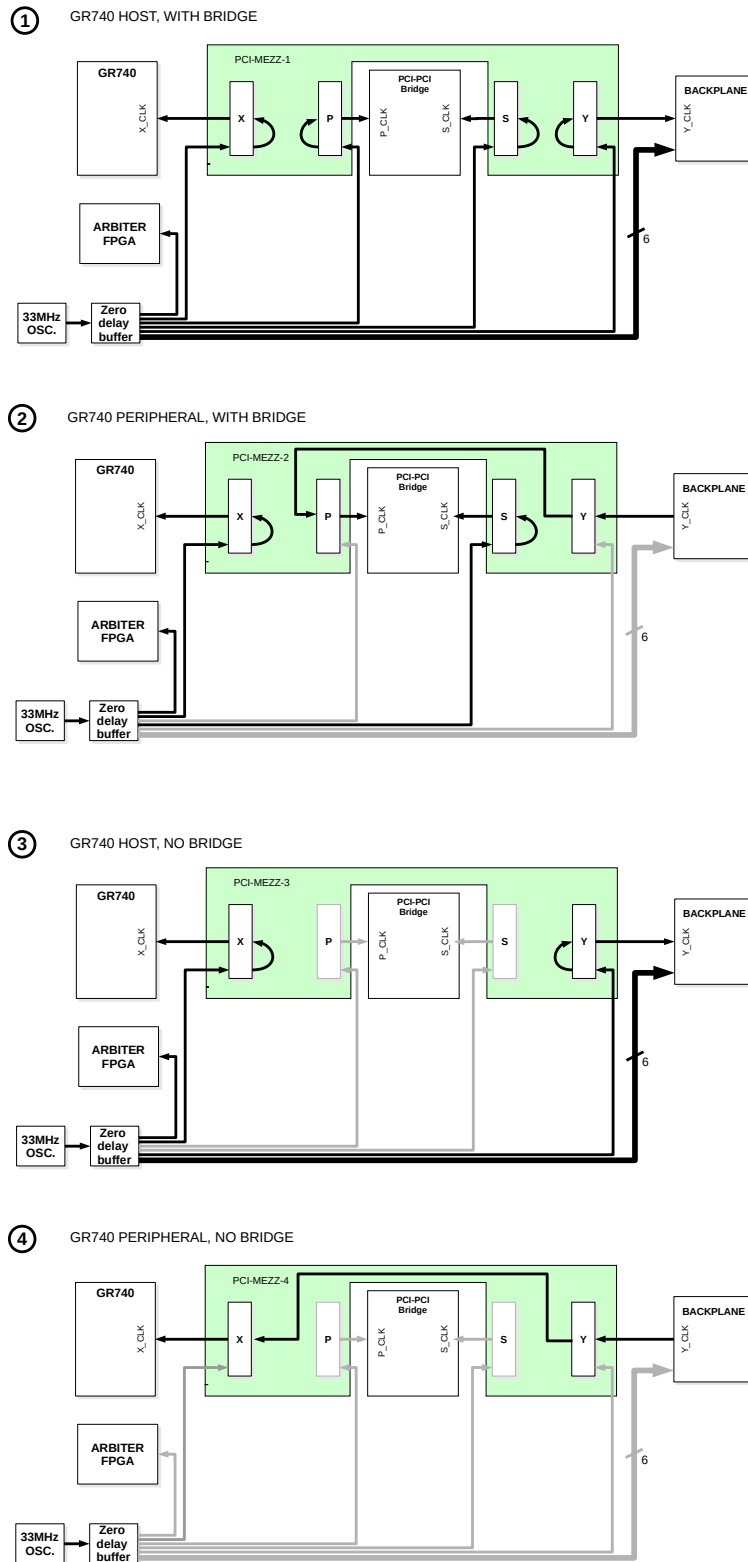 1 GR740 HOST, WITH BRIDGE
PCI-MEZZ-1
GR740
X_CLK
X
P
PCI-PCI
Bridge
P_CLK
S_CLK
S
Y
BACKPLANE
Y_CLK
ARBITER
FPGA
6
33MHz
OSC.
Zero
delay
buffer
2 GR740 PERIPHERAL, WITH BRIDGE
PCI-MEZZ-2
GR740
X_CLK
X
P
PCI-PCI
Bridge
P_CLK
S_CLK
S
Y
BACKPLANE
Y_CLK
ARBITER
FPGA
6
33MHz
OSC.
Zero
delay
buffer
3 GR740 HOST, NO BRIDGE
PCI-MEZZ-3
GR740
X_CLK
X
P
PCI-PCI
Bridge
P_CLK
S_CLK
S
Y
BACKPLANE
Y_CLK
ARBITER
FPGA
6
33MHz
OSC.
Zero
delay
buffer
4 GR740 PERIPHERAL, NO BRIDGE
PCI-MEZZ-4
GR740
X_CLK
X
P
PCI-PCI
Bridge
P_CLK
S_CLK
S
Y
BACKPLANE
Y_CLK
ARBITER
FPGA
6
33MHz
OSC.
Zero
delay
buffer